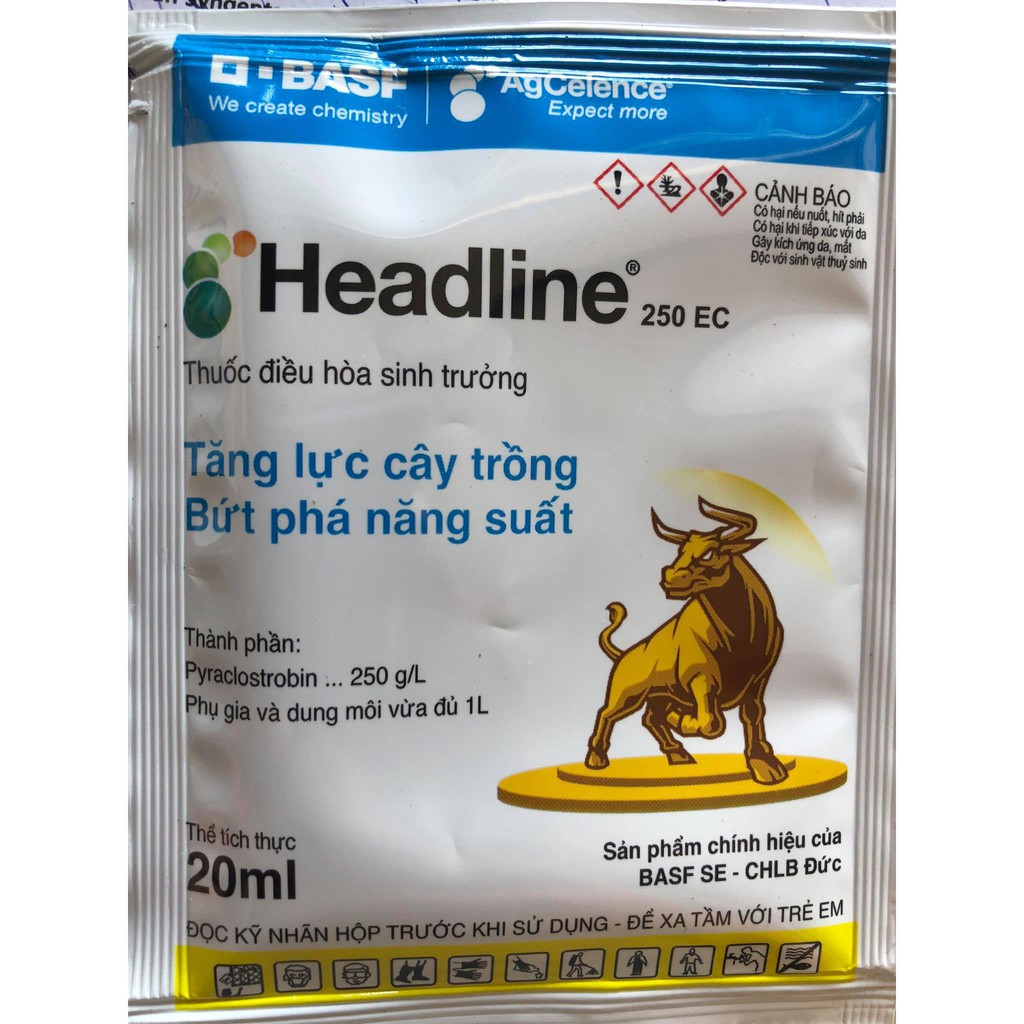 BASF
We create chemistry
AgCelence®
Expect more
CẢNH BÁO
Có hại nếu nuốt, hít phải
Có hại khi tiếp xúc với da
Gây kích ứng da, mắt
Độc với sinh vật thuỷ sinh
Headline® 250 EC
Thuốc điều hòa sinh trưởng
Tăng lực cây trồng
Bứt phá năng suất
Thành phần:
Pyraclostrobin ... 250 g/L
Phụ gia và dung môi vừa đủ 1L
Thể tích thực
20ml
Sản phẩm chính hiệu của
BASF SE - CHLB Đức
ĐỌC KỸ NHÃN HỘP TRƯỚC KHI SỬ DỤNG - ĐỂ XA TẦM VỚI TRẺ EM